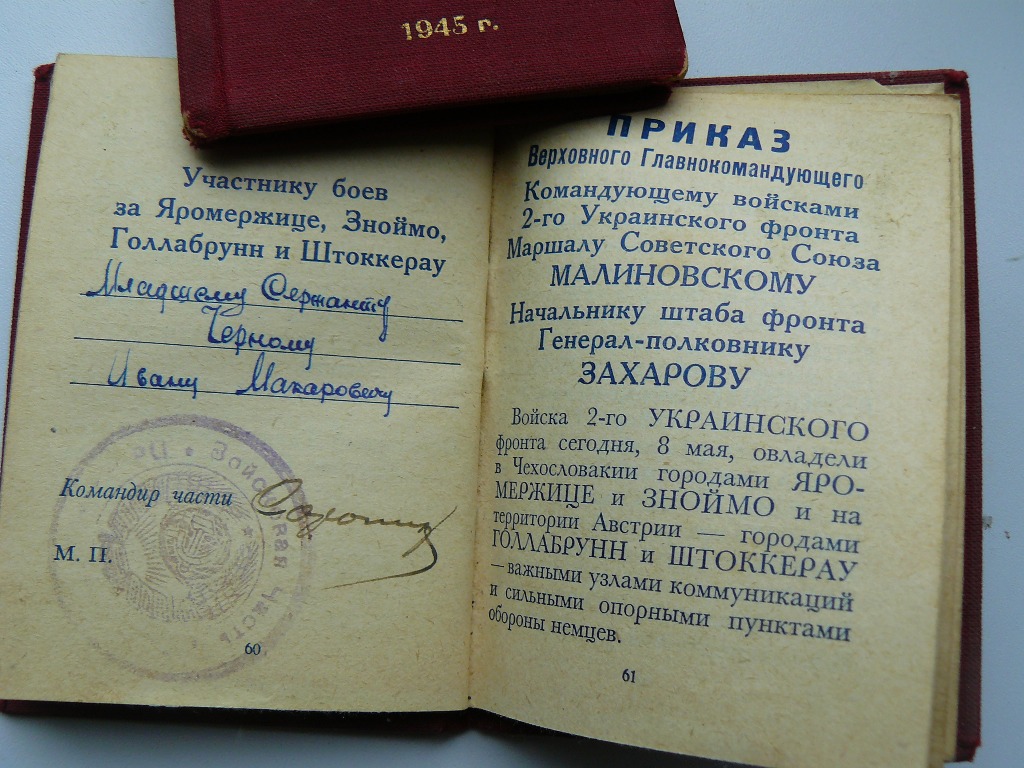 1945 г.
Участнику боев
за Яромержице, Зноймо,
Голлабрунн и Штоккерау
Младшему Сержанту
Черному
Ивану Макаровичу
Войсковая Часть
Командир части
М. П.
60
ПРИКАЗ
Верховного Главнокомандующего
Командующему войсками
2-го Украинского фронта
Маршалу Советского Союза
МАЛИНОВСКОМУ
Начальнику штаба фронта
Генерал-полковнику
ЗАХАРОВУ
Войска 2-го УКРАИНСКОГО
фронта сегодня, 8 мая, овладели
в Чехословакии городами ЯРО-
МЕРЖИЦЕ и ЗНОЙМО и на
территории Австрии — городами
ГОЛЛАБРУНН и ШТОККЕРАУ
— важными узлами коммуникаций
и сильными опорными пунктами
обороны немцев.
61